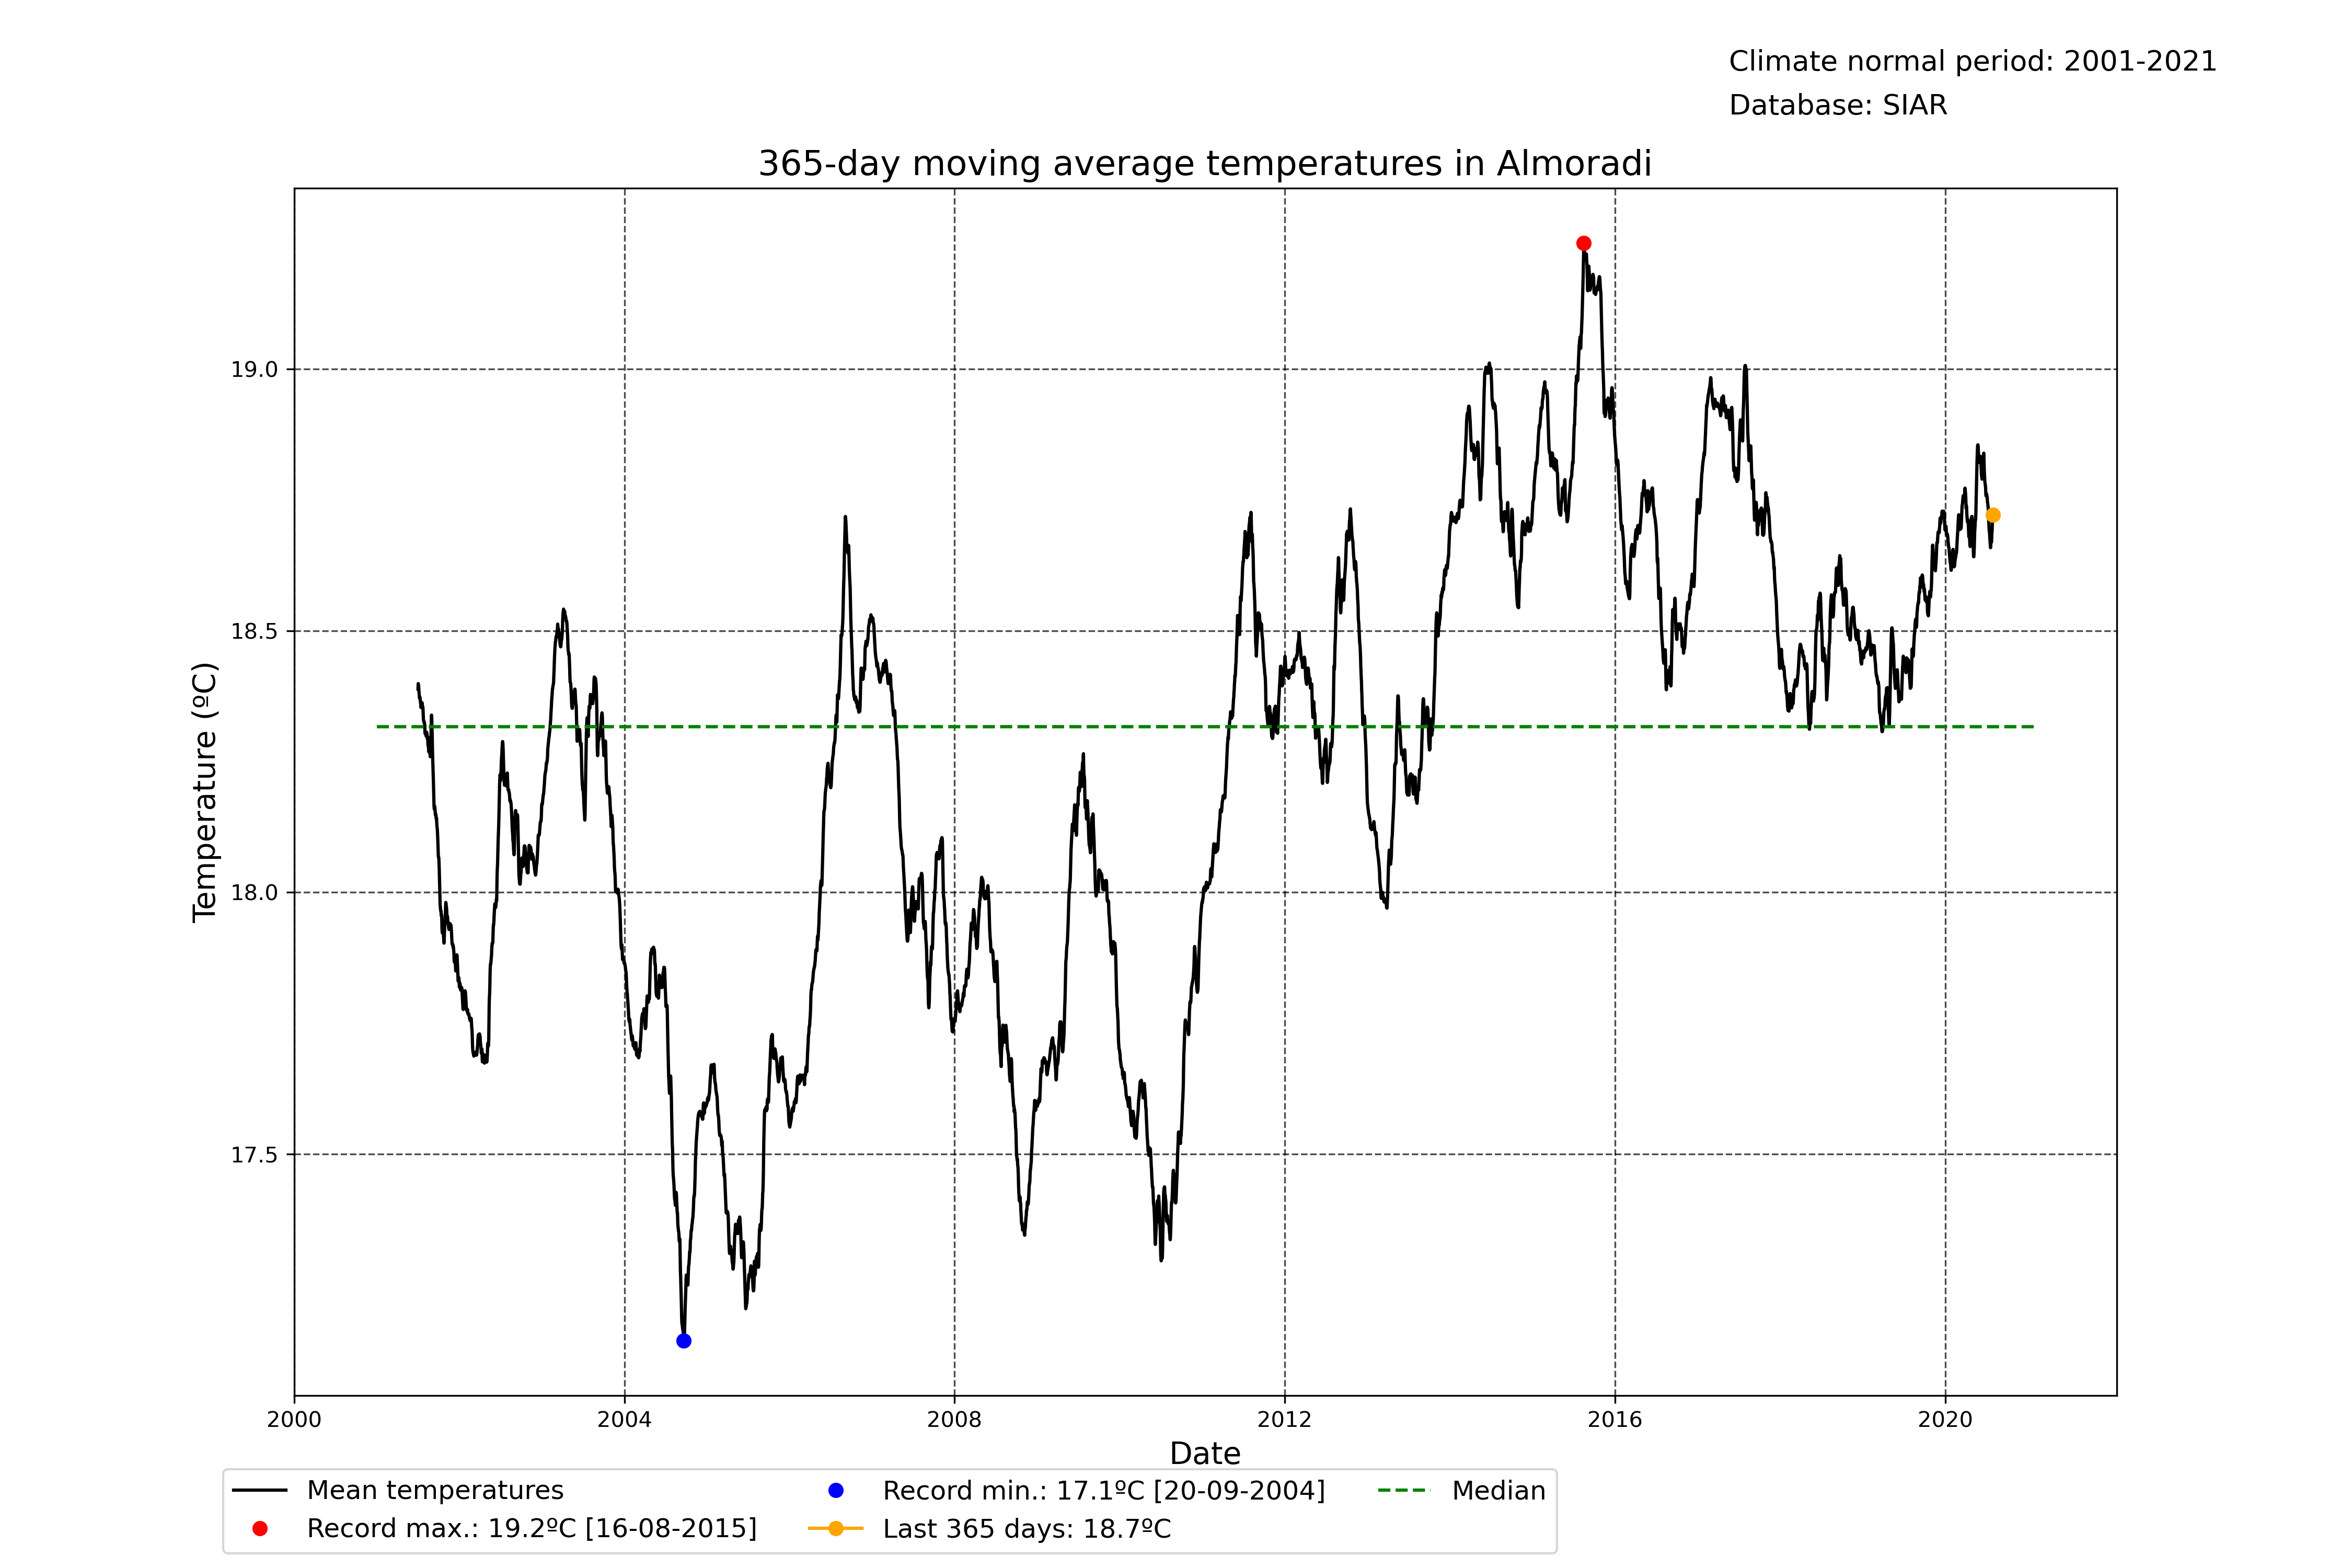 Climate normal period: 2001-2021
Database: SIAR
365-day moving average temperatures in Almoradi
Temperature (ºC)
19.0
18.5
18.0
17.5
2000 2004 2008 2012 2016 2020
Date
Mean temperatures
Record max.: 19.2ºC [16-08-2015]
Record min.: 17.1ºC [20-09-2004]
Last 365 days: 18.7ºC
Median